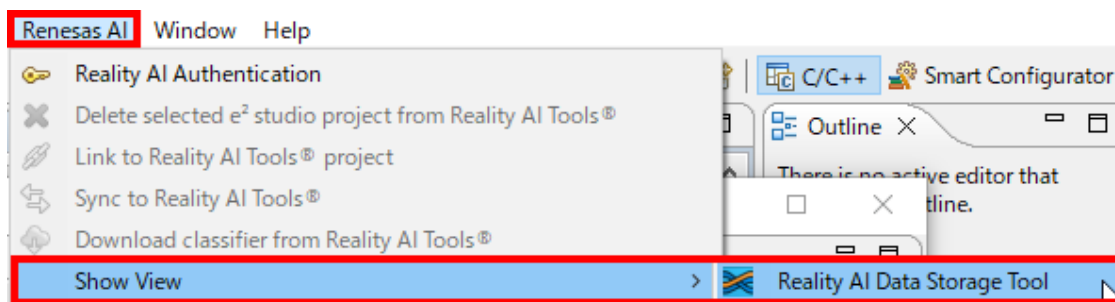 Renesas AI Window Help
Reality AI Authentication
C/C++ Smart Configurator
Delete selected e² studio project from Reality AI Tools®
Outline
Link to Reality AI Tools® project
There is no active editor that
Sync to Reality AI Tools®
tline.
Download classifier from Reality AI Tools®
Show View
Reality AI Data Storage Tool